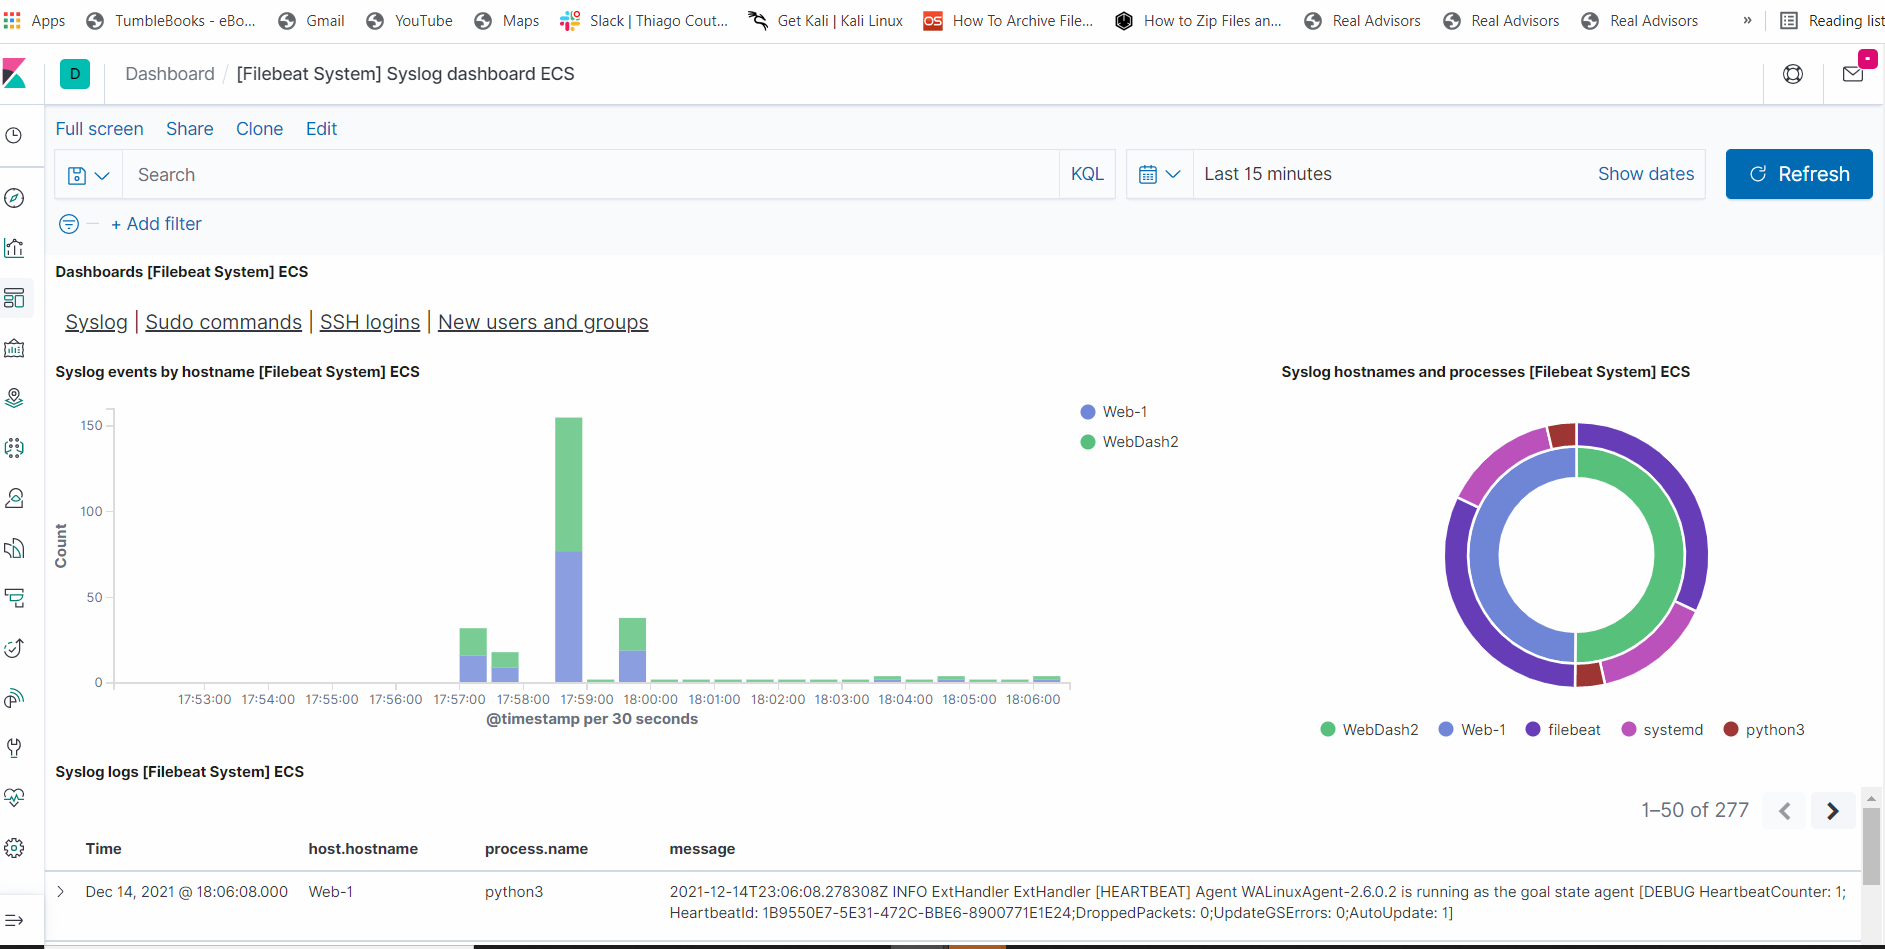 Apps TumbleBooks - eBo... Gmail YouTube Maps Slack | Thiago Cout... Get Kali | Kali Linux OS How To Archive File... How to Zip Files an... Real Advisors Real Advisors Real Advisors » Reading list
D Dashboard / [Filebeat System] Syslog dashboard ECS
Full screen Share Clone Edit
Search KQL Last 15 minutes Show dates Refresh
+ Add filter
Dashboards [Filebeat System] ECS
Syslog | Sudo commands | SSH logins | New users and groups
Syslog events by hostname [Filebeat System] ECS
150
100
50
0
Count
17:53:00 17:54:00 17:55:00 17:56:00 17:57:00 17:58:00 17:59:00 18:00:00 18:01:00 18:02:00 18:03:00 18:04:00 18:05:00 18:06:00
@timestamp per 30 seconds
Web-1
WebDash2
Syslog hostnames and processes [Filebeat System] ECS
WebDash2 Web-1 filebeat systemd python3
Syslog logs [Filebeat System] ECS
1–50 of 277
Time host.hostname process.name message
Dec 14, 2021 @ 18:06:08.000 Web-1 python3 2021-12-14T23:06:08.278308Z INFO ExtHandler ExtHandler [HEARTBEAT] Agent WALinuxAgent-2.6.0.2 is running as the goal state agent [DEBUG HeartbeatCounter: 1;
HeartbeatId: 1B9550E7-5E31-472C-BBE6-8900771E1E24;DroppedPackets: 0;UpdateGSErrors: 0;AutoUpdate: 1]